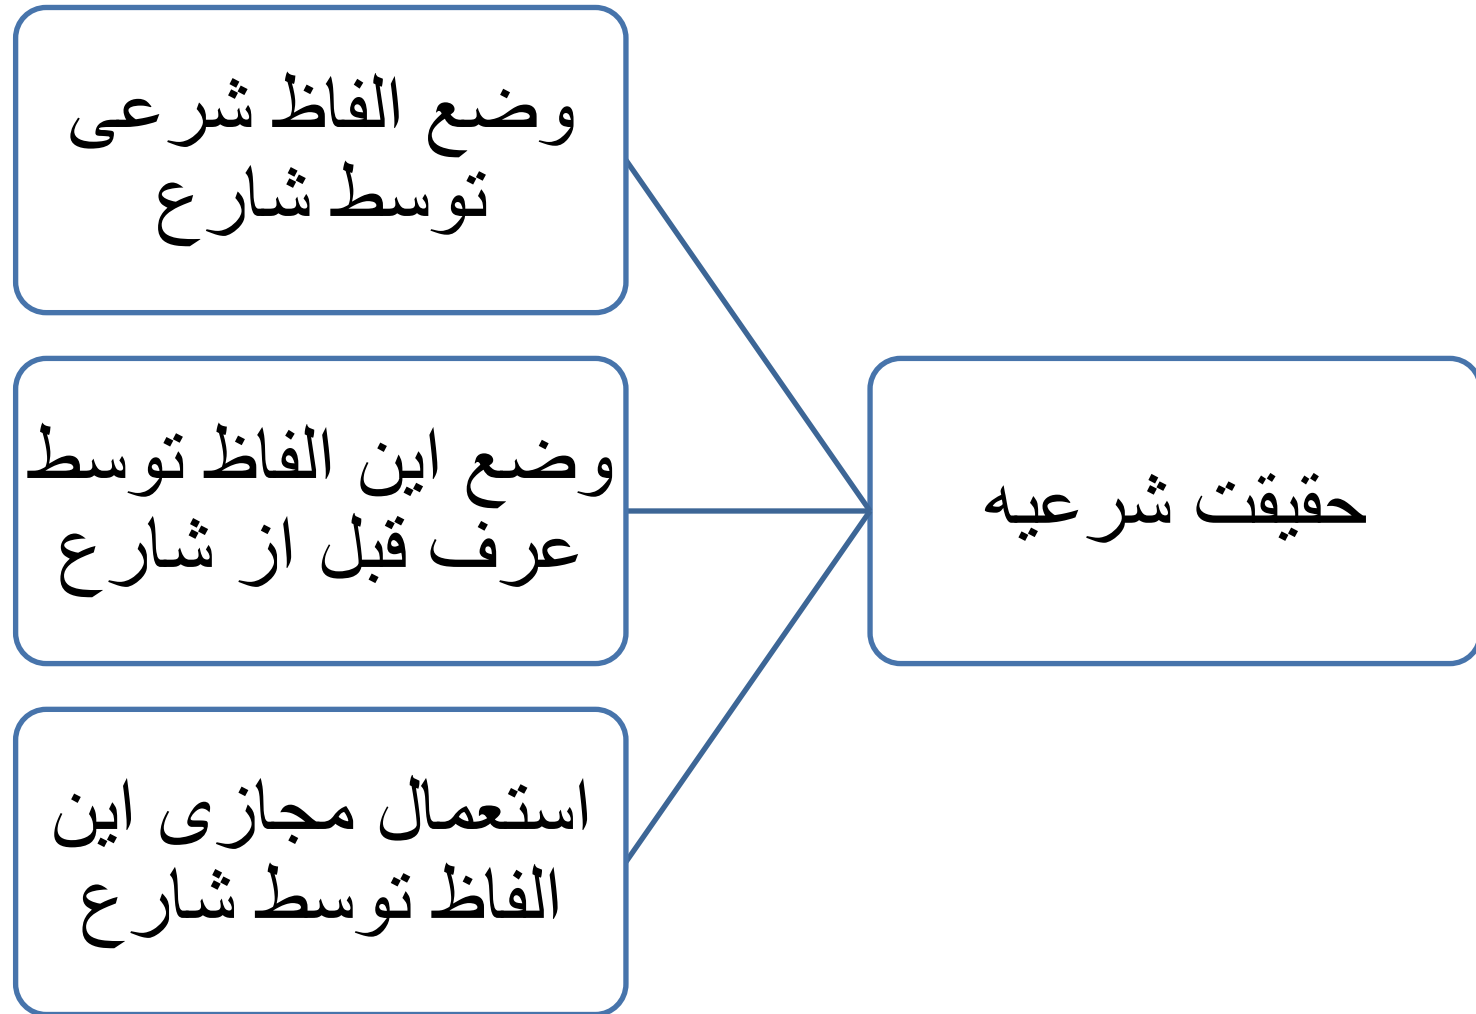 حقیقت شرعیه
وضع الفاظ شرعی
توسط شارع
وضع این الفاظ توسط
عرف قبل از شارع
استعمال مجازی این
الفاظ توسط شارع